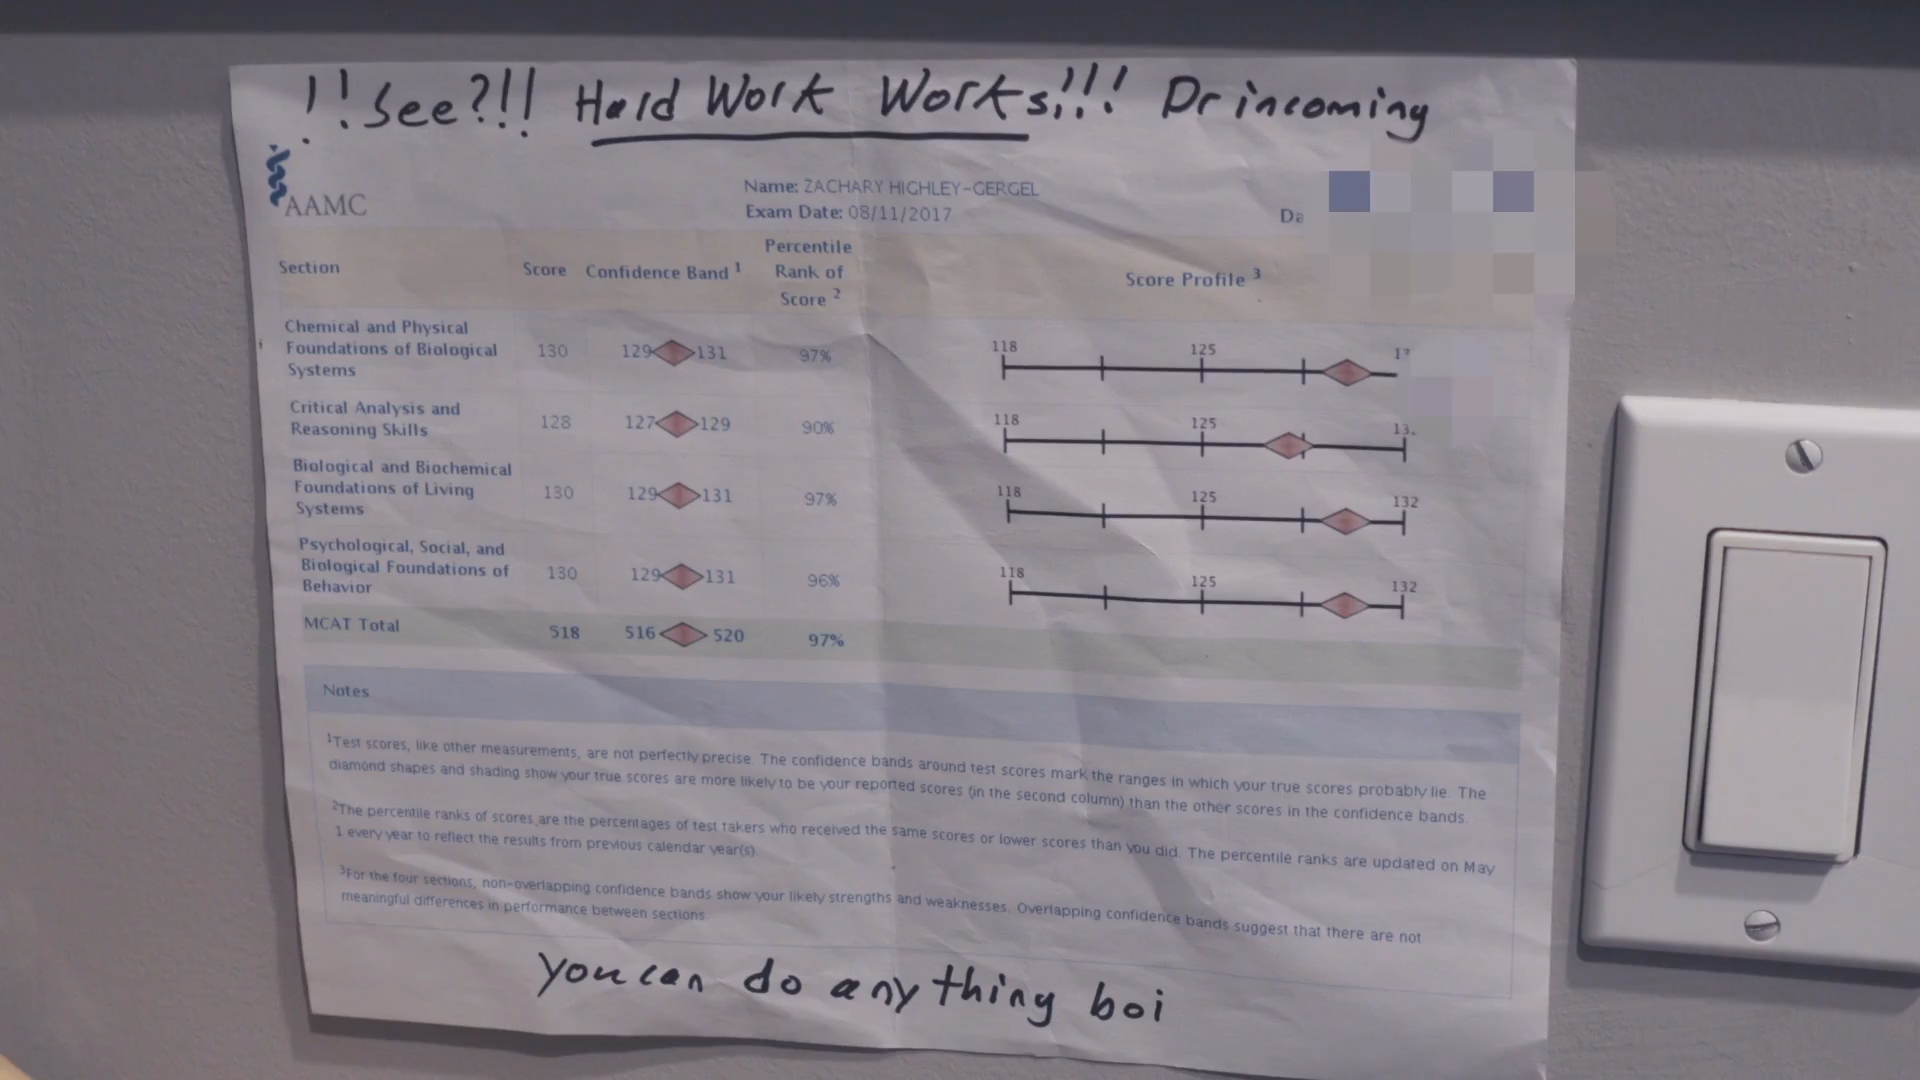 !! See?!! Hard Work Works!!! Dr incoming
AAMC
Name: ZACHARY HIGHLEY-GERGEL
Exam Date: 08/11/2017
Da
Section Score Confidence Band 1 Percentile Rank of Score 2 Score Profile 3
Chemical and Physical
Foundations of Biological
Systems
130 129 131 97%
118 125
Critical Analysis and
Reasoning Skills
128 127 129 90%
118 125
Biological and Biochemical
Foundations of Living
Systems
130 129 131 97%
118 125 132
Psychological, Social, and
Biological Foundations of
Behavior
130 129 131 96%
118 125 132
MCAT Total 518 516 520 97%
Notes
1Test scores, like other measurements, are not perfectly precise. The confidence bands around test scores mark the ranges in which your true scores probably lie. The
diamond shapes and shading show your true scores are more likely to be your reported scores (in the second column) than the other scores in the confidence bands.
2The percentile ranks of scores are the percentages of test takers who received the same scores or lower scores than you did. The percentile ranks are updated on May
1 every year to reflect the results from previous calendar year(s).
3For the four sections, non-overlapping confidence bands show your likely strengths and weaknesses. Overlapping confidence bands suggest that there are not
meaningful differences in performance between sections.
you can do anything boi